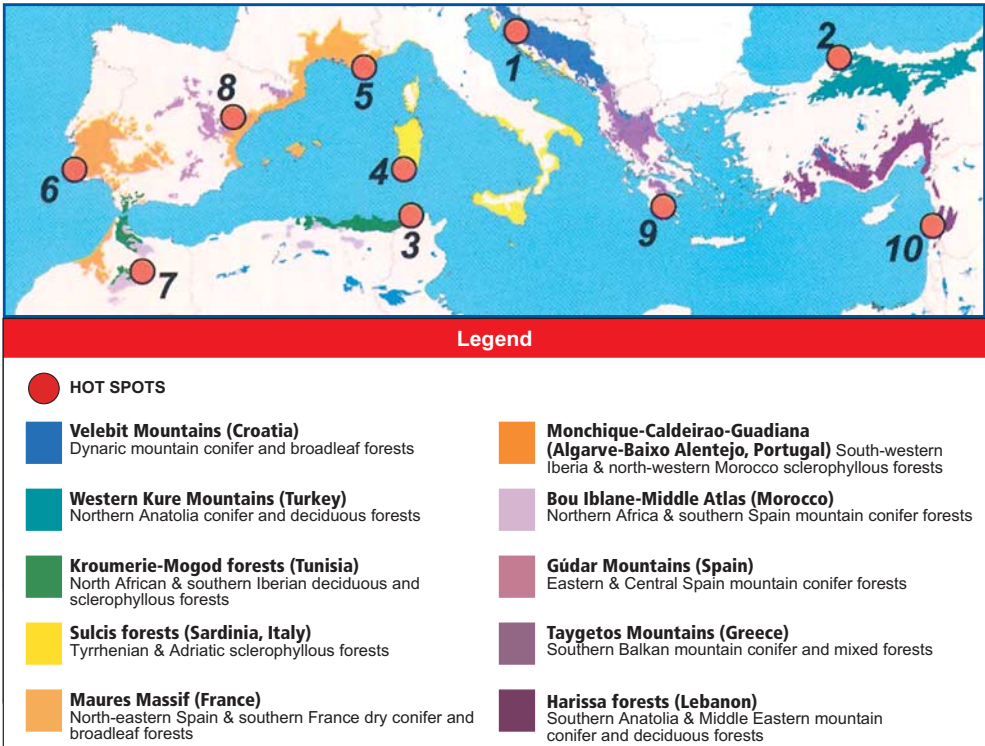 1
2
8
5
6
4
3
9
10
7
Legend
HOT SPOTS
Velebit Mountains (Croatia)
Dynaric mountain conifer and broadleaf forests
Western Kure Mountains (Turkey)
Northern Anatolia conifer and deciduous forests
Kroumerie-Mogod forests (Tunisia)
North African & southern Iberian deciduous and
sclerophyllous forests
Sulcis forests (Sardinia, Italy)
Tyrrhenian & Adriatic sclerophyllous forests
Maures Massif (France)
North-eastern Spain & southern France dry conifer and
broadleaf forests
Monchique-Caldeirao-Guadiana
(Algarve-Baixo Alentejo, Portugal) South-western
Iberia & north-western Morocco sclerophyllous forests
Bou Iblane-Middle Atlas (Morocco)
Northern Africa & southern Spain mountain conifer forests
Gúdar Mountains (Spain)
Eastern & Central Spain mountain conifer forests
Taygetos Mountains (Greece)
Southern Balkan mountain conifer and mixed forests
Harissa forests (Lebanon)
Southern Anatolia & Middle Eastern mountain
conifer and deciduous forests